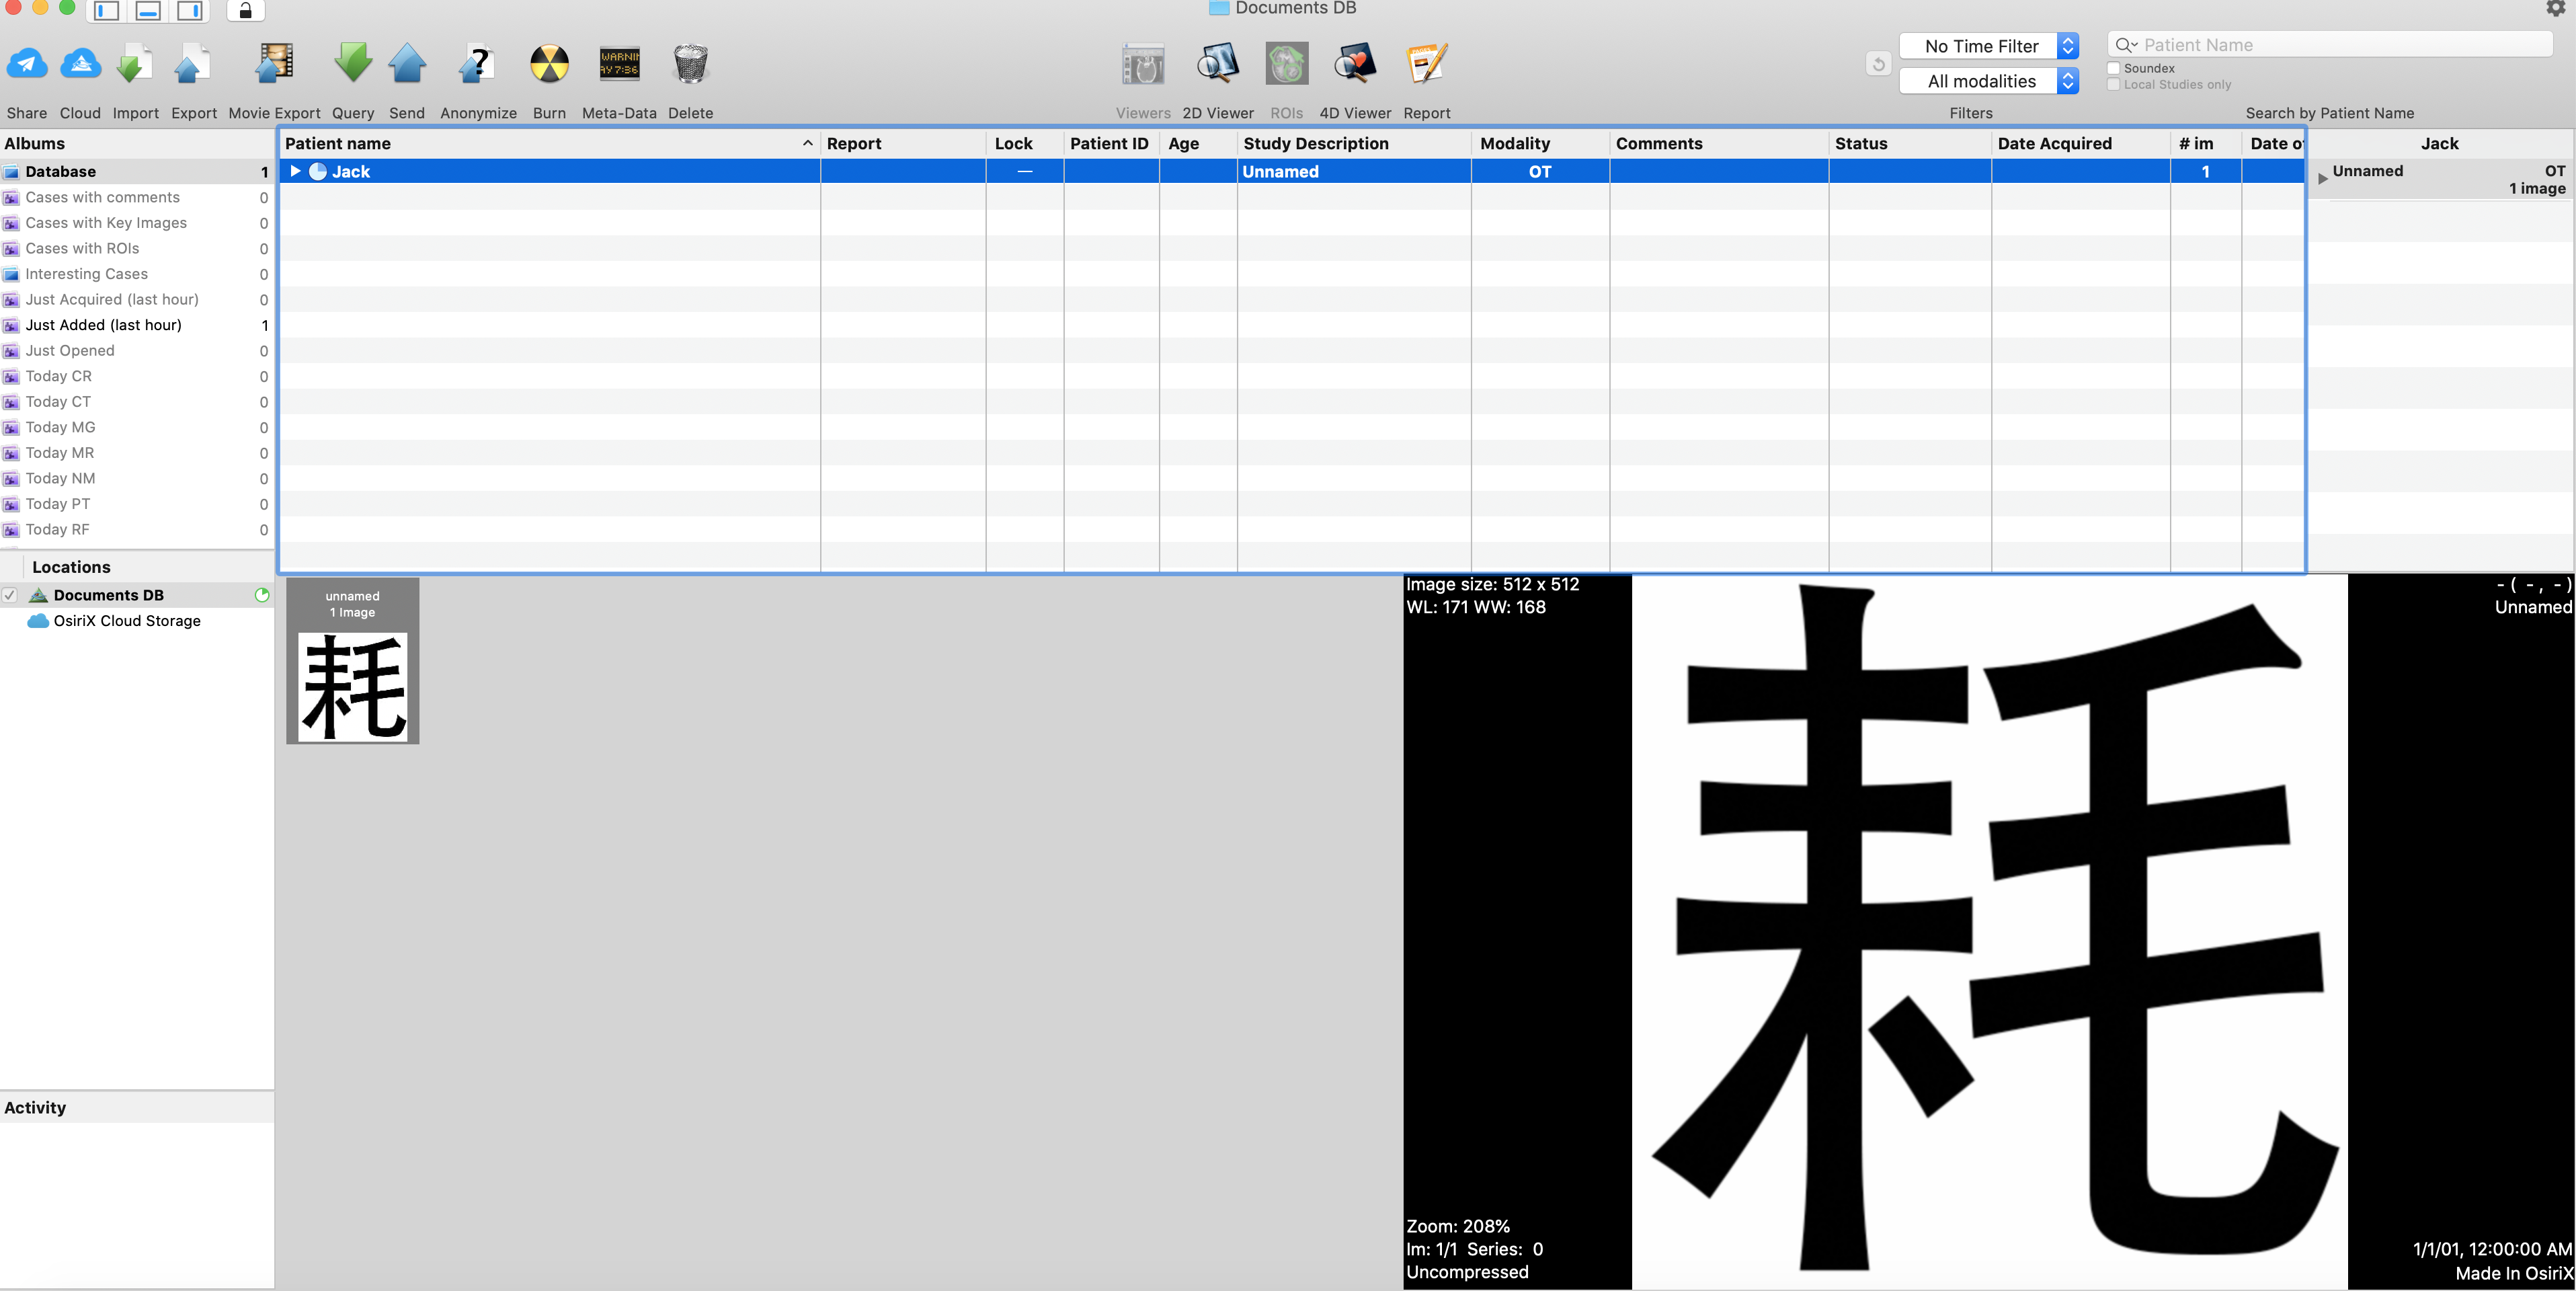 Documents DB
Share Cloud Import Export Movie Export Query Send Anonymize Burn Meta-Data Delete
Viewers 2D Viewer ROIs 4D Viewer Report
No Time Filter
All modalities
Filters
Patient Name
Soundex
Local Studies only
Search by Patient Name
Albums
Database 1
Cases with comments 0
Cases with Key Images 0
Cases with ROIs 0
Interesting Cases 0
Just Acquired (last hour) 0
Just Added (last hour) 1
Just Opened 0
Today CR 0
Today CT 0
Today MG 0
Today MR 0
Today NM 0
Today PT 0
Today RF 0
Locations
Documents DB
OsiriX Cloud Storage
Activity
Patient name Report Lock Patient ID Age Study Description Modality Comments Status Date Acquired # im Date of
Jack — Unnamed OT 1
Jack
Unnamed OT
1 image
unnamed
1 Image
耗
Image size: 512 x 512
WL: 171 WW: 168
- ( - , - )
Unnamed
耗
Zoom: 208%
Im: 1/1 Series: 0
Uncompressed
1/1/01, 12:00:00 AM
Made In OsiriX